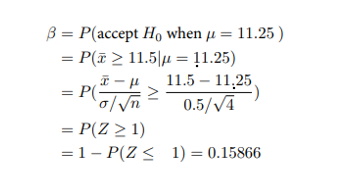 β = P(accept H₀ when μ = 11.25 )
= P(x̄ ≥ 11.5|μ = 11.25)
= P( (x̄ − μ)/(σ/√n) ≥ (11.5 − 11.25)/(0.5/√4) )
= P(Z ≥ 1)
= 1 − P(Z ≤ 1) = 0.15866